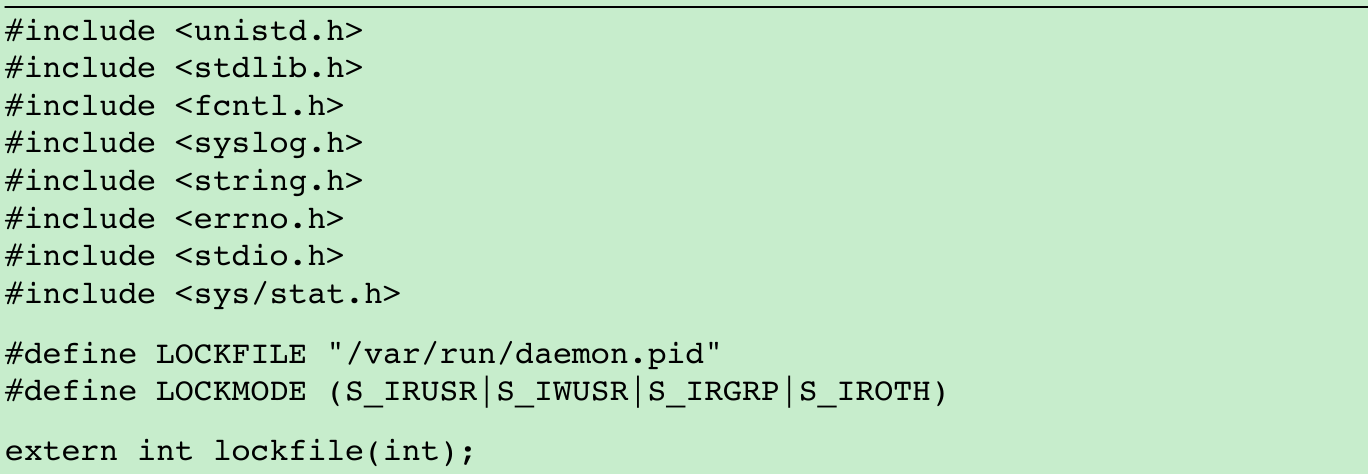 #include <unistd.h>
#include <stdlib.h>
#include <fcntl.h>
#include <syslog.h>
#include <string.h>
#include <errno.h>
#include <stdio.h>
#include <sys/stat.h>
#define LOCKFILE "/var/run/daemon.pid"
#define LOCKMODE (S_IRUSR|S_IWUSR|S_IRGRP|S_IROTH)
extern int lockfile(int);